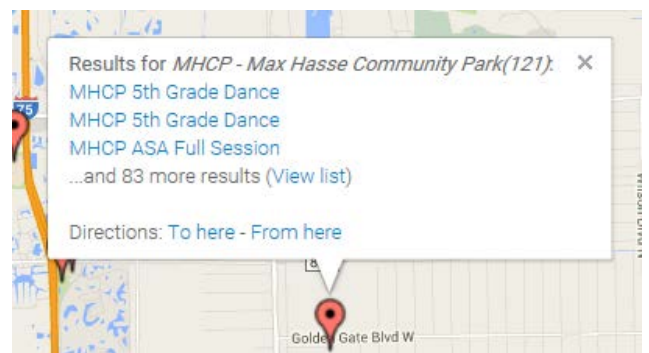 Results for MHCP - Max Hasse Community Park(121):
MHCP 5th Grade Dance
MHCP 5th Grade Dance
MHCP ASA Full Session
...and 83 more results (View list)
Directions: To here - From here
75
8
Golden Gate Blvd W